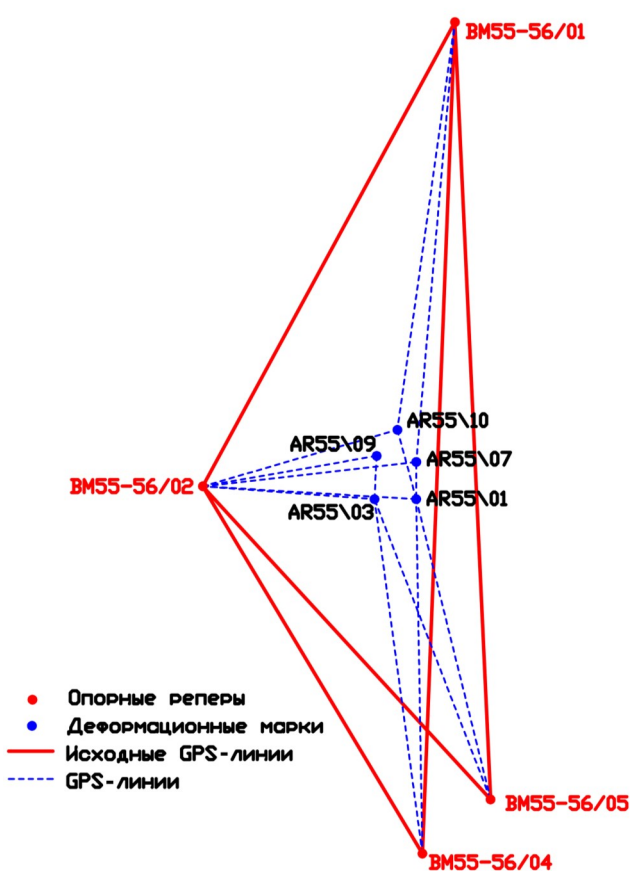 BM55-56/01
AR55\10
AR55\09
AR55\07
BM55-56/02
AR55\01
AR55\03
Опорные реперы
Деформационные марки
Исходные GPS-линии
GPS-линии
BM55-56/05
BM55-56/04